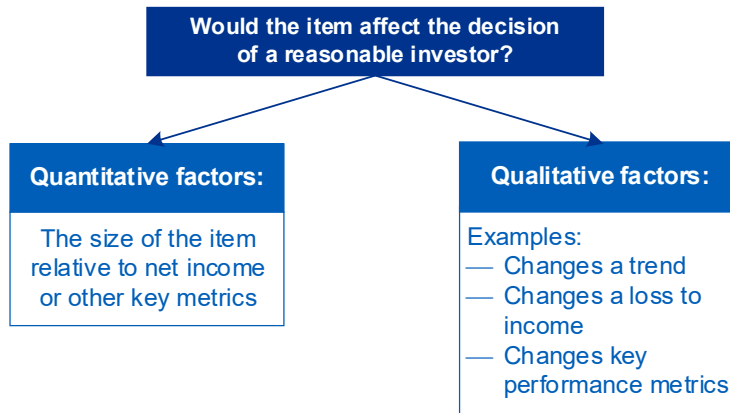 Would the item affect the decision
of a reasonable investor?
Quantitative factors:
The size of the item
relative to net income
or other key metrics
Qualitative factors:
Examples:
— Changes a trend
— Changes a loss to
income
— Changes key
performance metrics